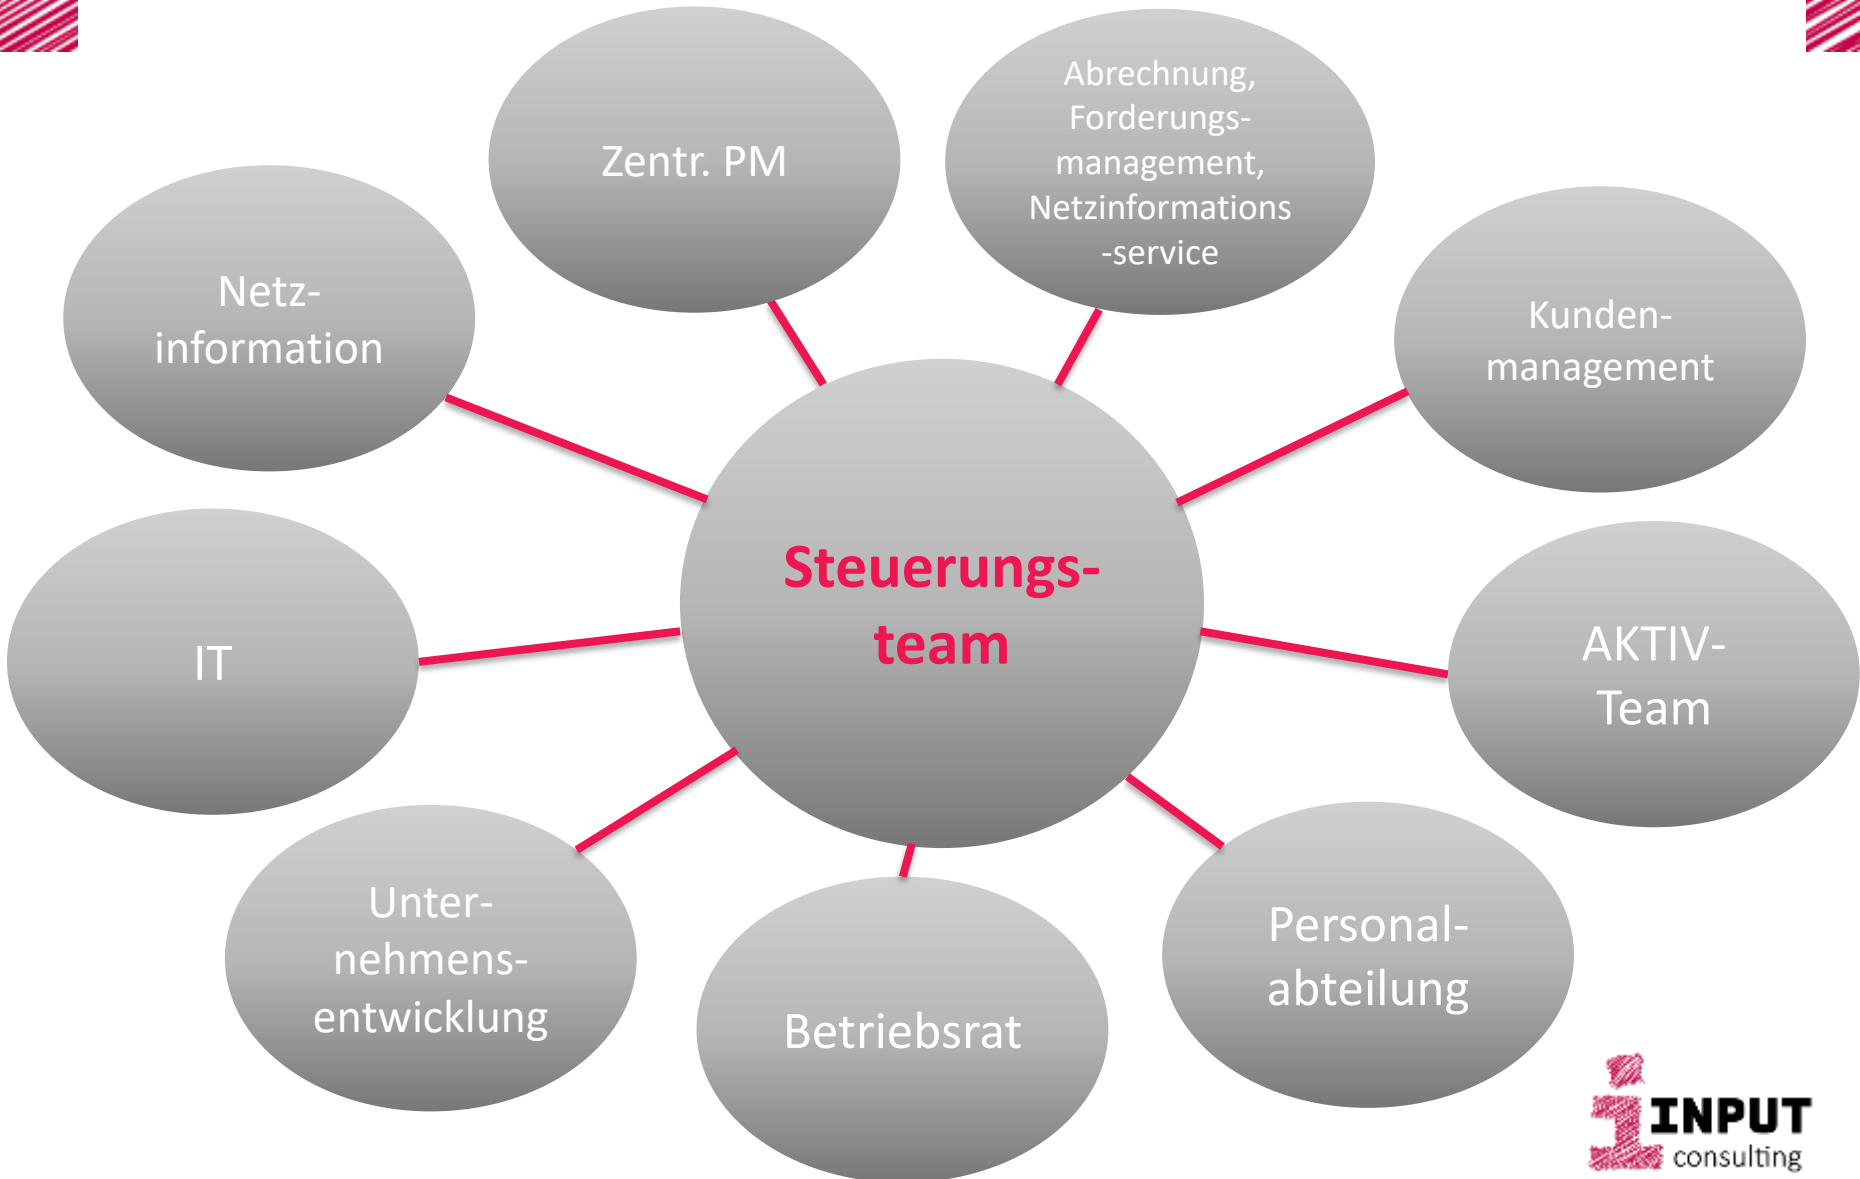 Zentr. PM
Abrechnung,
Forderungs-
management,
Netzinformations
-service
Netz-
information
Kunden-
management
Steuerungs-
team
IT
AKTIV-
Team
Unter-
nehmens-
entwicklung
Betriebsrat
Personal-
abteilung
INPUT
consulting